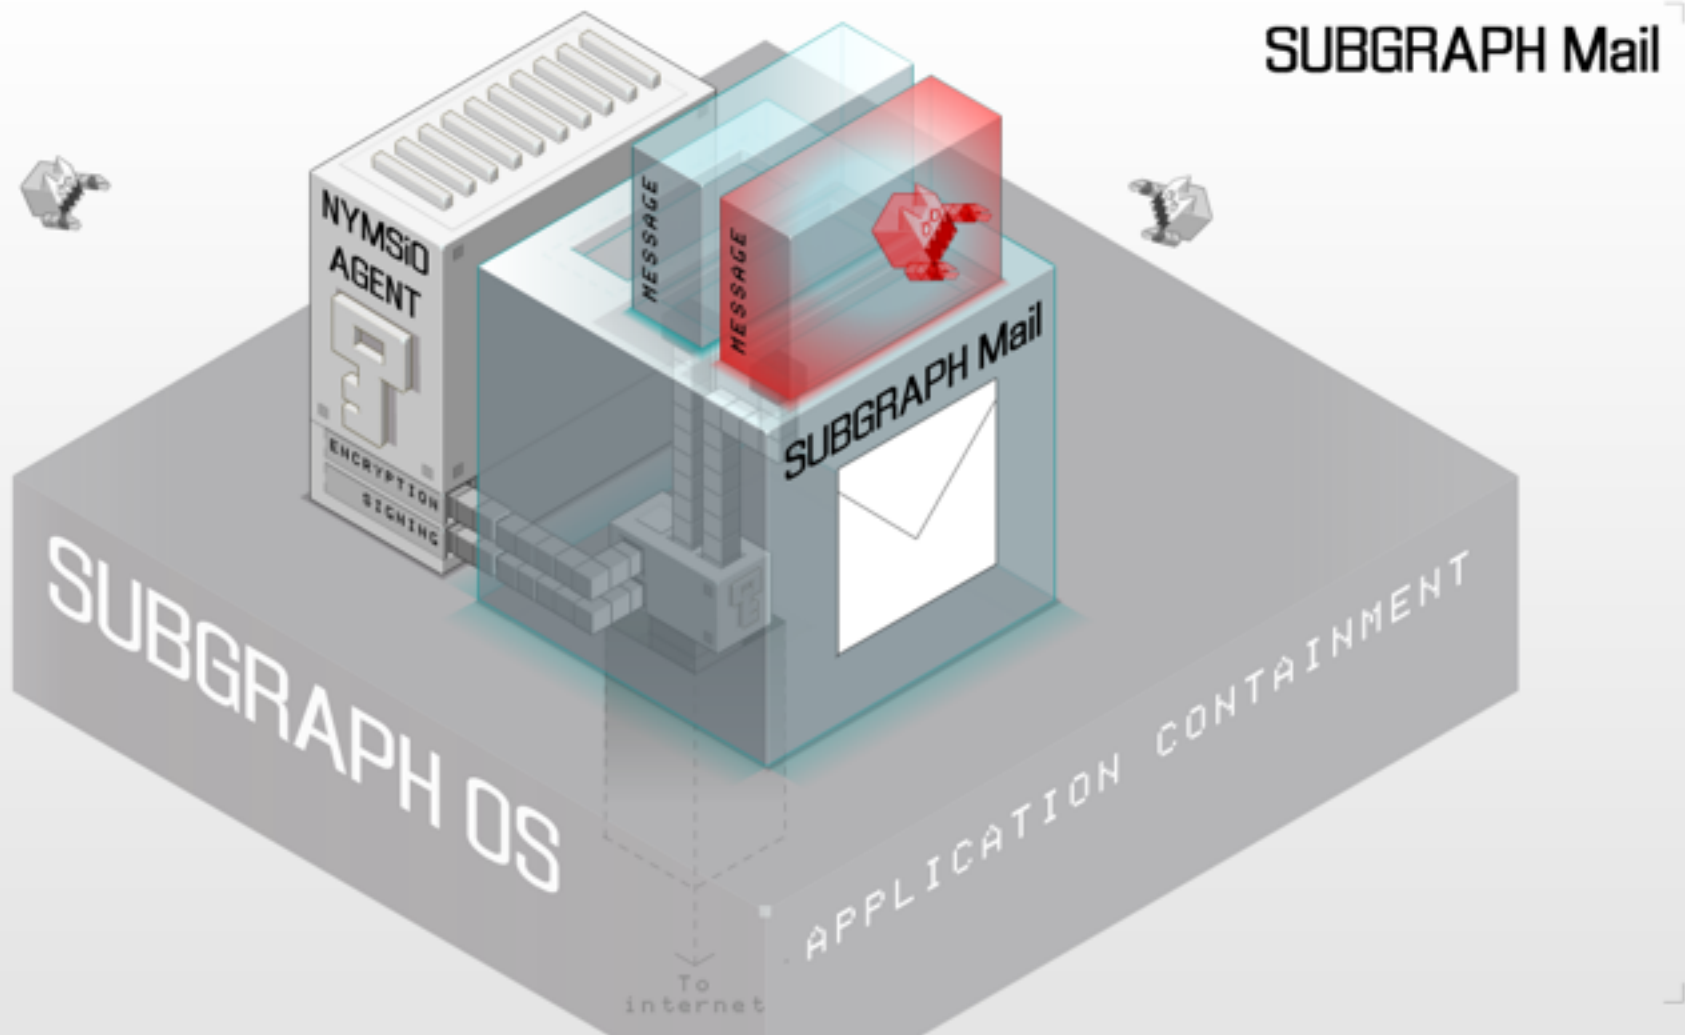 SUBGRAPH Mail
NYMSiO
AGENT
ENCRYPTION
SIGNING
MESSAGE
MESSAGE
SUBGRAPH Mail
SUBGRAPH OS
APPLICATION CONTAINMENT
To
internet